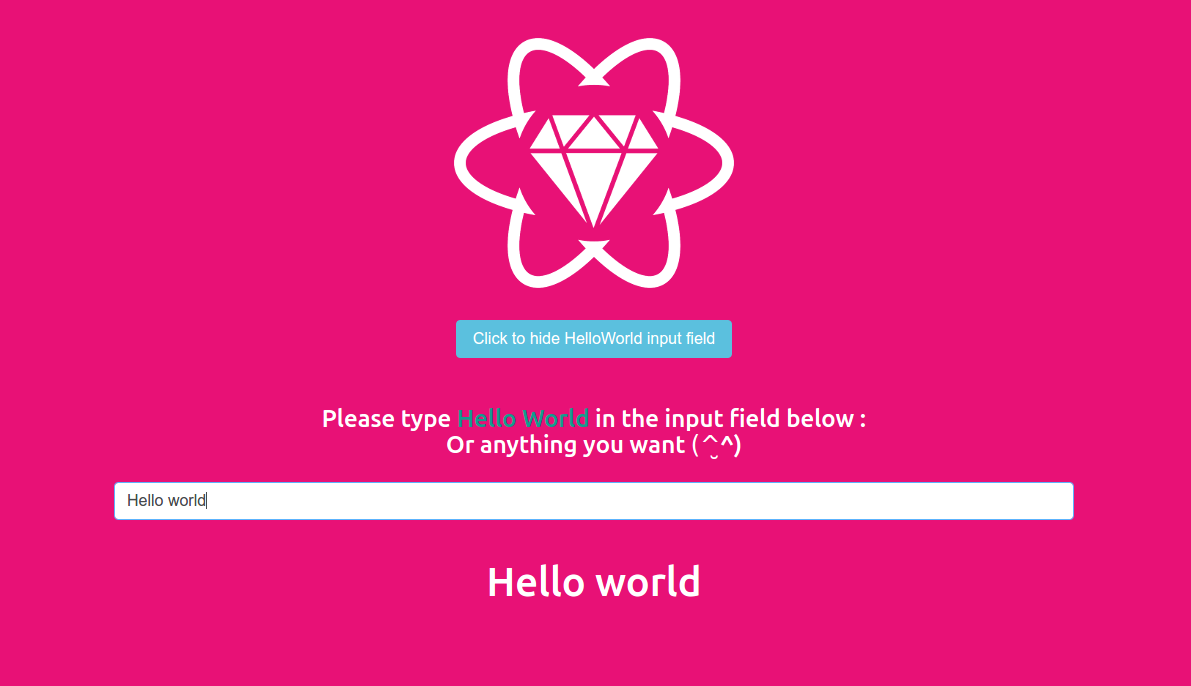 Click to hide HelloWorld input field
Please type Hello World in the input field below :
Or anything you want (^̮^)
Hello world
Hello world